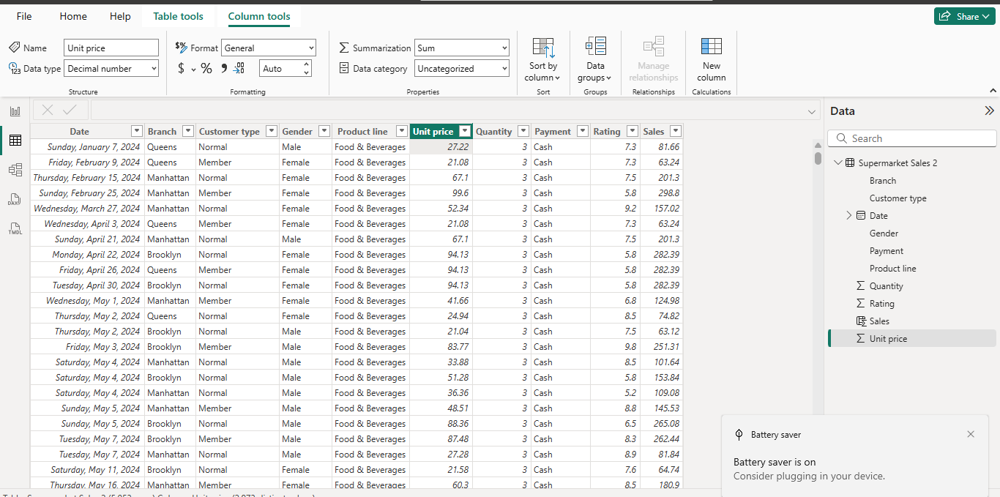 File Home Help Table tools Column tools Share
Name Unit price $% Format General Summarization Sum
Data type Decimal number $ % Auto Data category Uncategorized
Sort by column Data groups Manage relationships New column
Structure Formatting Properties Sort Groups Relationships Calculations
Data
Search
Date Branch Customer type Gender Product line Unit price Quantity Payment Rating Sales
Sunday, January 7, 2024 Queens Normal Male Food & Beverages 27.22 3 Cash 7.3 81.66
Friday, February 9, 2024 Queens Member Female Food & Beverages 21.08 3 Cash 7.3 63.24
Thursday, February 15, 2024 Manhattan Normal Female Food & Beverages 67.1 3 Cash 7.5 201.3
Sunday, February 25, 2024 Manhattan Member Female Food & Beverages 99.6 3 Cash 5.8 298.8
Wednesday, March 27, 2024 Manhattan Normal Female Food & Beverages 52.34 3 Cash 9.2 157.02
Wednesday, April 3, 2024 Queens Member Female Food & Beverages 21.08 3 Cash 7.3 63.24
Sunday, April 21, 2024 Manhattan Normal Male Food & Beverages 67.1 3 Cash 7.5 201.3
Monday, April 22, 2024 Brooklyn Normal Female Food & Beverages 94.13 3 Cash 5.8 282.39
Friday, April 26, 2024 Queens Member Female Food & Beverages 94.13 3 Cash 5.8 282.39
Tuesday, April 30, 2024 Brooklyn Normal Female Food & Beverages 94.13 3 Cash 5.8 282.39
Wednesday, May 1, 2024 Manhattan Member Female Food & Beverages 41.66 3 Cash 6.8 124.98
Thursday, May 2, 2024 Queens Normal Female Food & Beverages 24.94 3 Cash 8.5 74.82
Thursday, May 2, 2024 Brooklyn Normal Male Food & Beverages 21.04 3 Cash 7.5 63.12
Friday, May 3, 2024 Brooklyn Member Male Food & Beverages 83.77 3 Cash 9.8 251.31
Saturday, May 4, 2024 Manhattan Normal Male Food & Beverages 33.88 3 Cash 8.5 101.64
Saturday, May 4, 2024 Brooklyn Normal Male Food & Beverages 51.28 3 Cash 5.8 153.84
Saturday, May 4, 2024 Manhattan Normal Male Food & Beverages 36.36 3 Cash 5.2 109.08
Sunday, May 5, 2024 Manhattan Member Male Food & Beverages 48.51 3 Cash 8.8 145.53
Sunday, May 5, 2024 Brooklyn Normal Male Food & Beverages 88.36 3 Cash 6.5 265.08
Tuesday, May 7, 2024 Brooklyn Member Male Food & Beverages 87.48 3 Cash 8.3 262.44
Tuesday, May 7, 2024 Manhattan Normal Male Food & Beverages 27.28 3 Cash 8.9 81.84
Saturday, May 11, 2024 Brooklyn Normal Female Food & Beverages 21.58 3 Cash 7.6 64.74
Thursday, May 16, 2024 Manhattan Member Female Food & Beverages 60.3 3 Cash 8.5 180.9
DAX
TMDL
Supermarket Sales 2
Branch
Customer type
Date
Gender
Payment
Product line
Quantity
Rating
Sales
Unit price
Battery saver
Battery saver is on
Consider plugging in your device.